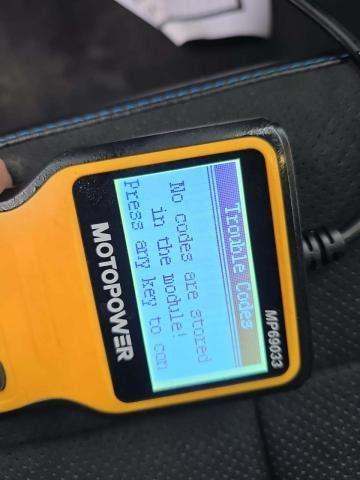 MP69033
Trouble Codes
No codes are stored
in the module!
Press any key to con
MOTOPOWER